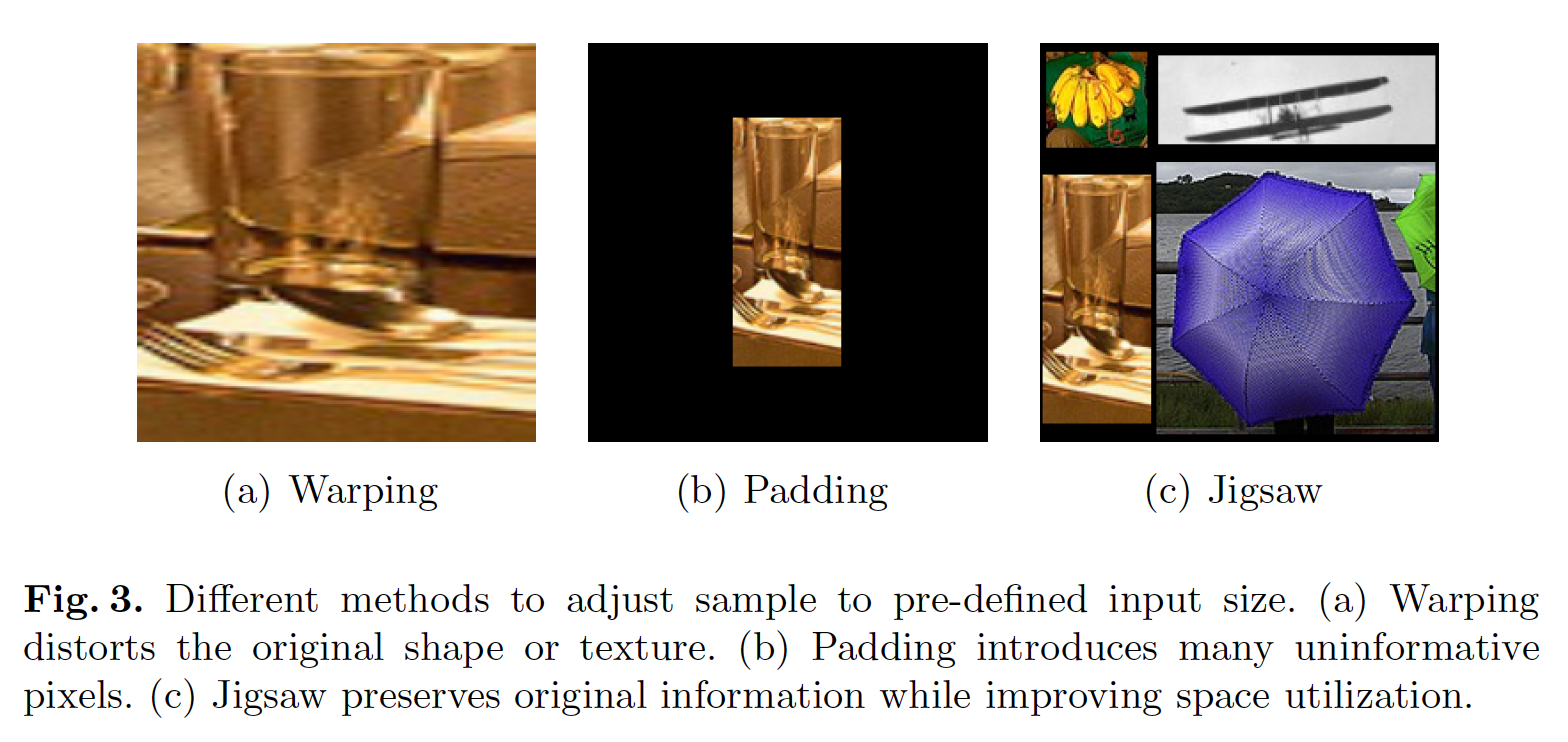 (a) Warping
(b) Padding
(c) Jigsaw
Fig. 3. Different methods to adjust sample to pre-defined input size. (a) Warping
distorts the original shape or texture. (b) Padding introduces many uninformative
pixels. (c) Jigsaw preserves original information while improving space utilization.